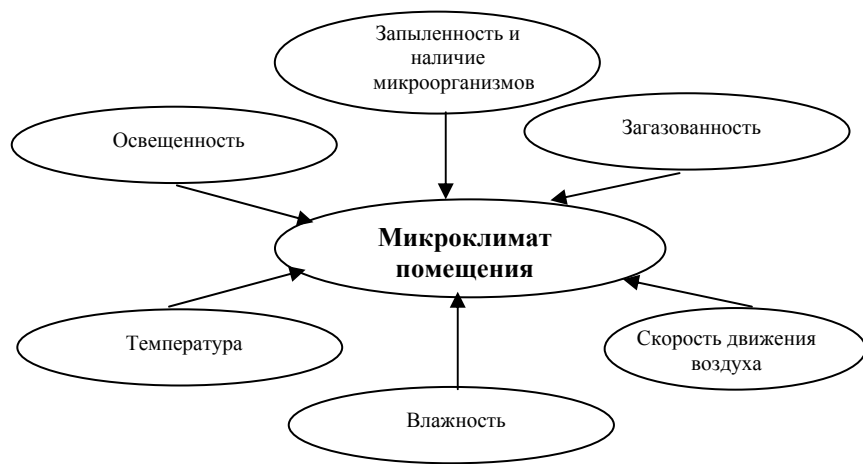 Запыленность и
наличие
микроорганизмов
Освещенность
Загазованность
Микроклимат
помещения
Температура
Скорость движения
воздуха
Влажность